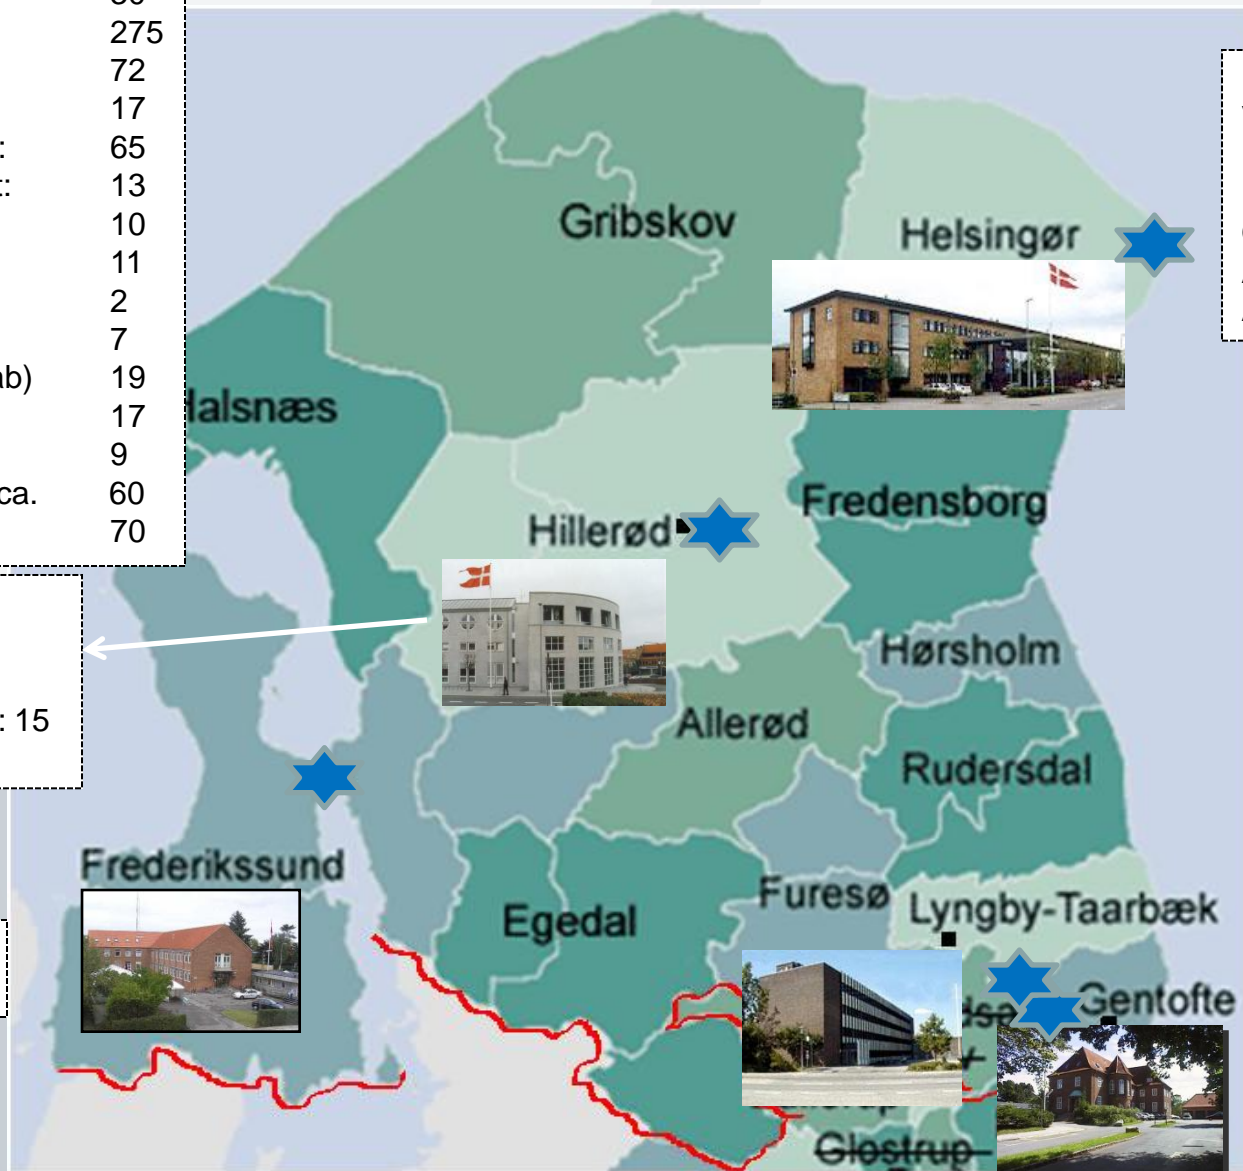 275
72
17
: 65
t: 13
10
11
2
7
ab) 19
17
9
ca. 60
70
: 15
Gribskov
Helsingør
alsnæs
Fredensborg
Hillerød
Hørsholm
Allerød
Rudersdal
Frederikssund
Egedal
Furesø
Lyngby-Taarbæk
Gentofte
Glostrup